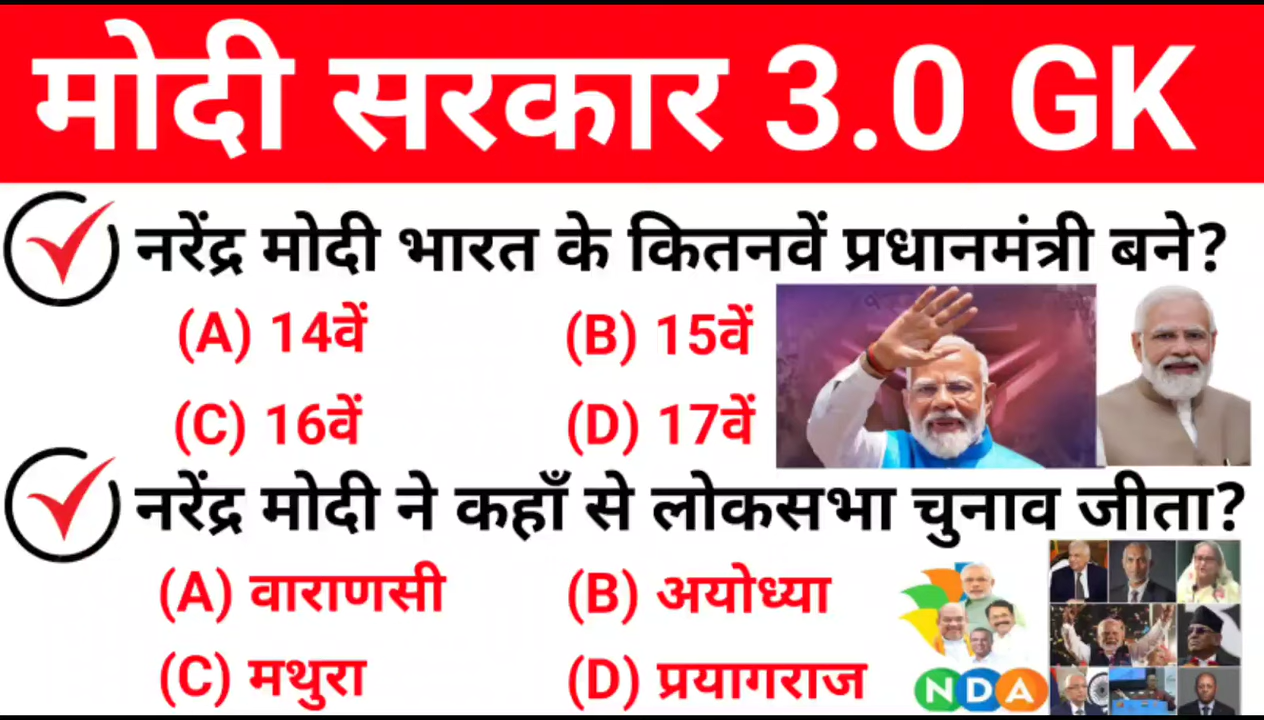 मोदी सरकार 3.0 GK
नरेंद्र मोदी भारत के कितनवें प्रधानमंत्री बने?
(A) 14वें (B) 15वें
(C) 16वें (D) 17वें
नरेंद्र मोदी ने कहाँ से लोकसभा चुनाव जीता?
(A) वाराणसी (B) अयोध्या
(C) मथुरा (D) प्रयागराज
NDA